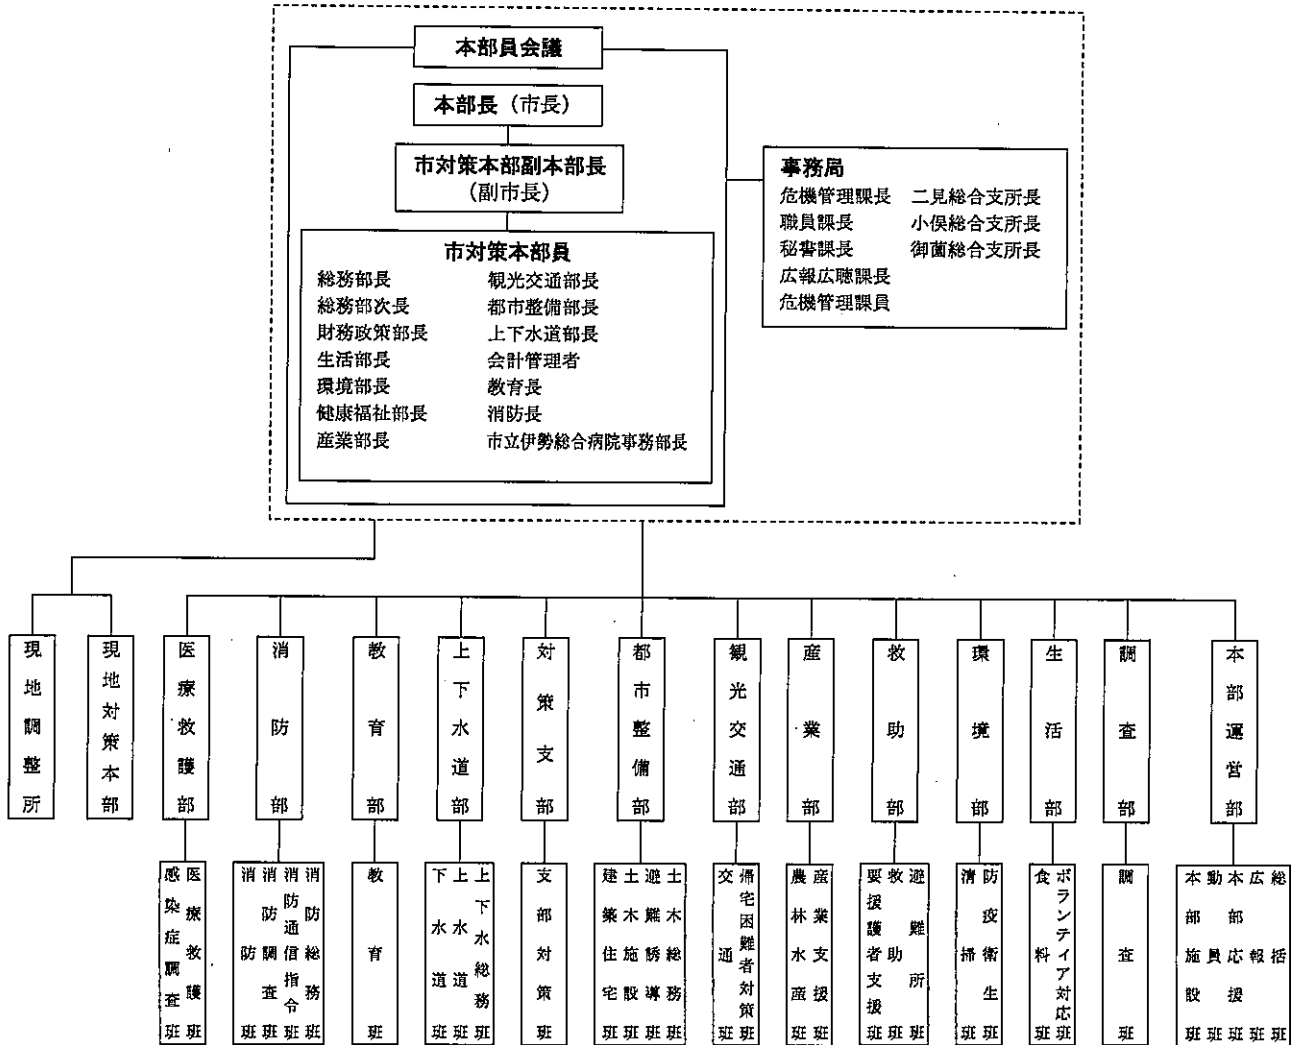 本部員会議
本部長（市長）
市対策本部副本部長
（副市長）
市対策本部員
総務部長 観光交通部長
総務部次長 都市整備部長
財務政策部長 上下水道部長
生活部長 会計管理者
環境部長 教育長
健康福祉部長 消防長
産業部長 市立伊勢総合病院事務部長
事務局
危機管理課長 二見総合支所長
職員課長 小俣総合支所長
秘書課長 御薗総合支所長
広報広聴課長
危機管理課員
現地調整所
現地対策本部
医療救護部
消防部
教育部
上下水道部
対策支部
都市整備部
観光交通部
産業部
救助部
環境部
生活部
調査部
本部運営部
医療救護班
感染症調査班
消防総務班
消防通信指令班
消防調査班
消防班
教育班
上下水総務班
上水道班
下水道班
支部対策班
土木総務班
避難誘導班
土木施設班
建築住宅班
帰宅困難者対策班
交通班
産業支援班
農林水産班
避難所班
救助班
要援護者支援班
防疫衛生班
清掃班
ボランティア対応班
食料班
調査班
総括班
広報班
本部応援班
動員班
本部施設班